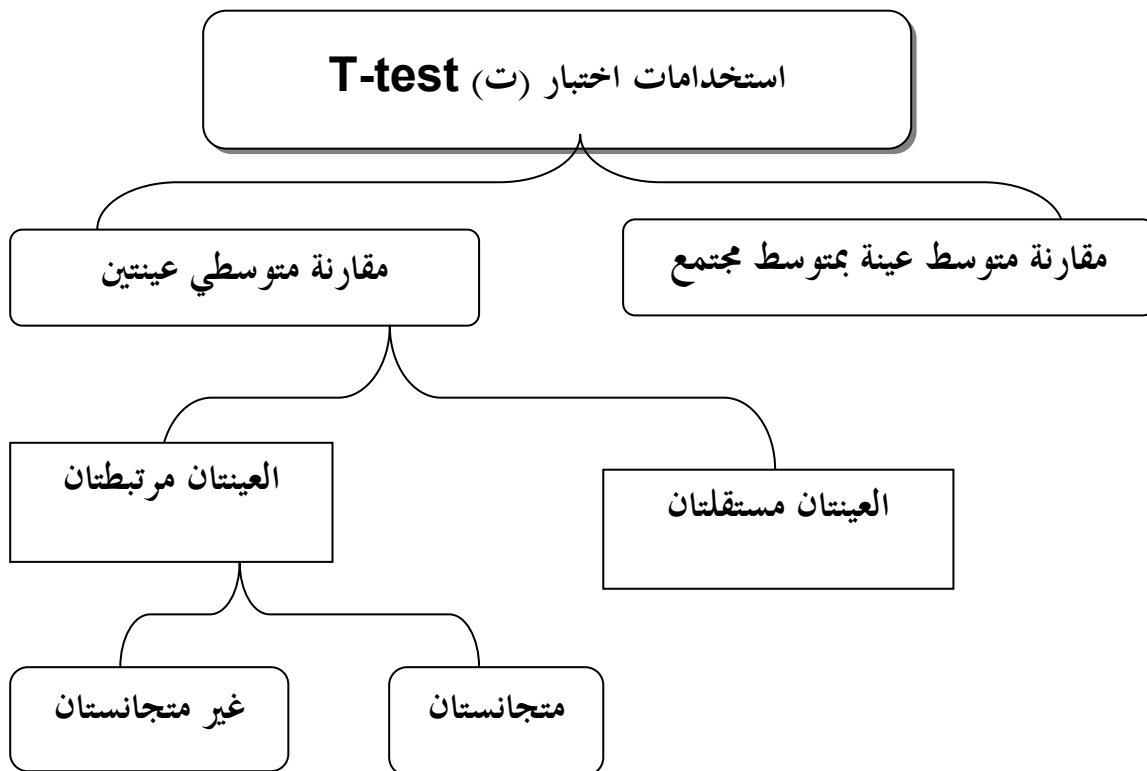 استخدامات اختبار (ت) T-test
مقارنة متوسط عينة بمتوسط مجتمع
مقارنة متوسطي عينتين
العينتان مستقلتان
العينتان مرتبطتان
متجانستان
غير متجانستان